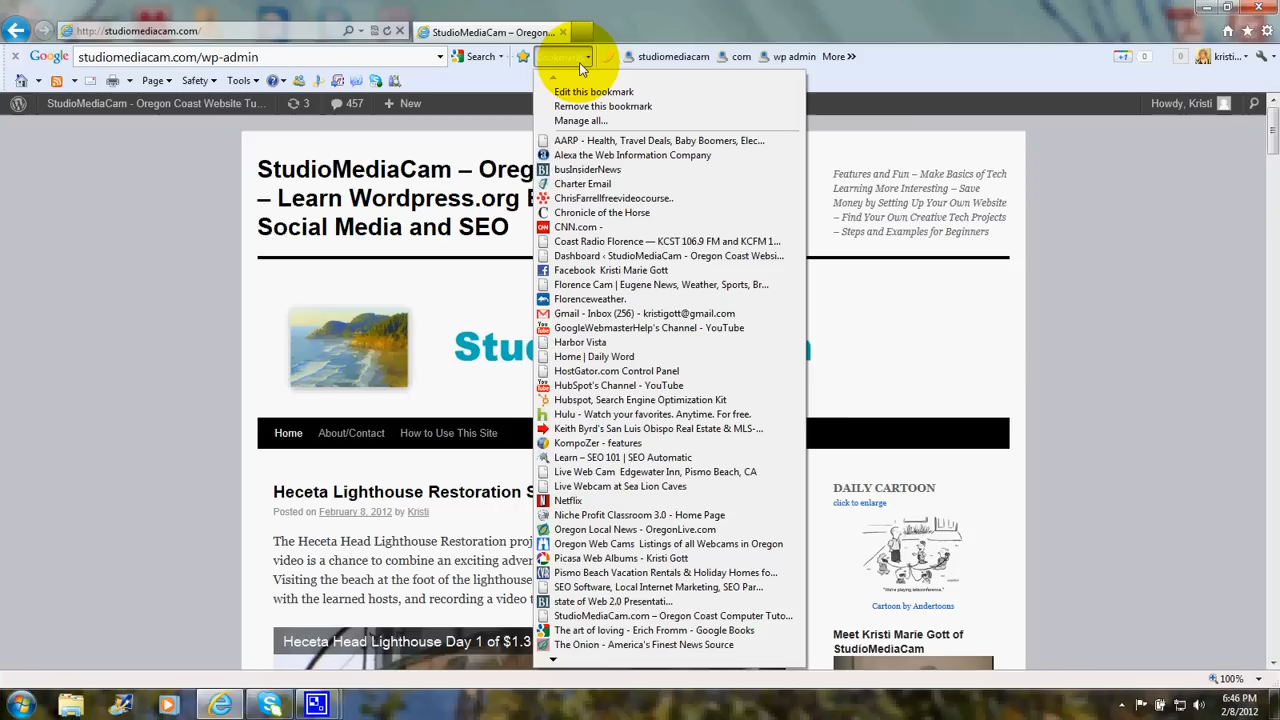 http://studiomediacam.com/
StudioMediaCam – Oregon...
Google
studiomediacam.com/wp-admin
Search
studiomediacam
com
wp admin
More »
+1
0
kristi...
Page
Safety
Tools
StudioMediaCam - Oregon Coast Website Tu...
3
457
+ New
Howdy, Kristi
Edit this bookmark
Remove this bookmark
Manage all...
AARP - Health, Travel Deals, Baby Boomers, Elec...
Alexa the Web Information Company
busInsiderNews
Charter Email
ChrisFarrellfreevideocourse..
Chronicle of the Horse
CNN.com -
Coast Radio Florence — KCST 106.9 FM and KCFM 1...
Dashboard ‹ StudioMediaCam - Oregon Coast Websi...
Facebook Kristi Marie Gott
Florence Cam | Eugene News, Weather, Sports, Br...
Florenceweather.
Gmail - Inbox (256) - kristigott@gmail.com
GoogleWebmasterHelp's Channel - YouTube
Harbor Vista
Home | Daily Word
HostGator.com Control Panel
HubSpot's Channel - YouTube
Hubspot, Search Engine Optimization Kit
Hulu - Watch your favorites. Anytime. For free.
Keith Byrd's San Luis Obispo Real Estate & MLS-...
KompoZer - features
Learn – SEO 101 | SEO Automatic
Live Web Cam Edgewater Inn, Pismo Beach, CA
Live Webcam at Sea Lion Caves
Netflix
Niche Profit Classroom 3.0 - Home Page
Oregon Local News - OregonLive.com
Oregon Web Cams Listings of all Webcams in Oregon
Picasa Web Albums - Kristi Gott
Pismo Beach Vacation Rentals & Holiday Homes fo...
SEO Software, Local Internet Marketing, SEO Par...
state of Web 2.0 Presentati...
StudioMediaCam.com – Oregon Coast Computer Tuto...
The art of loving - Erich Fromm - Google Books
The Onion - America's Finest News Source
StudioMediaCam – Oreg
– Learn Wordpress.org
Social Media and SEO
Features and Fun – Make Basics of Tech
Learning More Interesting – Save
Money by Setting Up Your Own Website
– Find Your Own Creative Tech Projects
– Steps and Examples for Beginners
Stu
Home
About/Contact
How to Use This Site
Heceta Lighthouse Restoration S
Posted on February 8, 2012 by Kristi
The Heceta Head Lighthouse Restoration proj
video is a chance to combine an exciting adven
Visiting the beach at the foot of the lighthouse
with the learned hosts, and recording a video t
Heceta Lighthouse Day 1 of $1.3
DAILY CARTOON
click to enlarge
Cartoon by Andertoons
Meet Kristi Marie Gott of
StudioMediaCam
100%
6:46 PM
2/8/2012